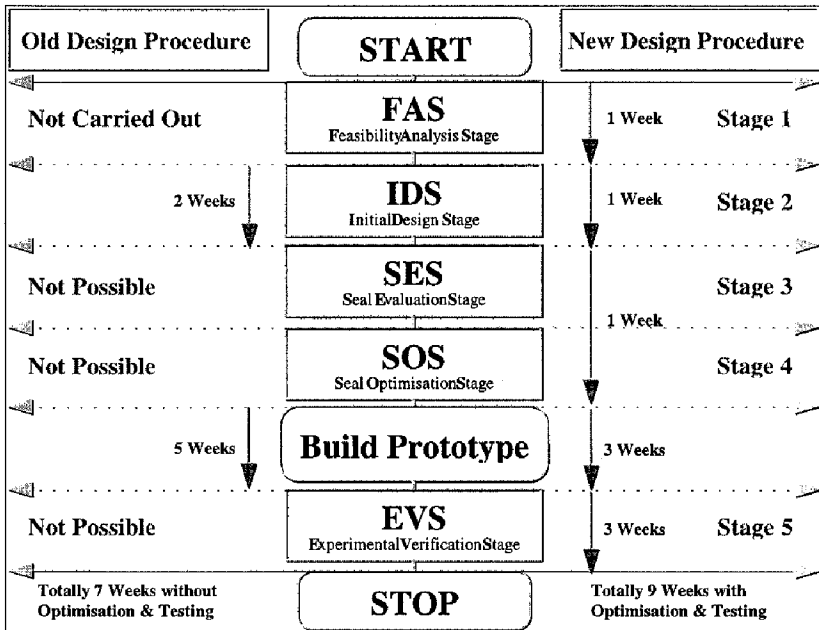 Old Design Procedure
START
New Design Procedure
Not Carried Out
FAS
FeasibilityAnalysis Stage
1 Week
Stage 1
2 Weeks
IDS
InitialDesign Stage
1 Week
Stage 2
Not Possible
SES
Seal EvaluationStage
Stage 3
1 Week
Not Possible
SOS
Seal OptimisationStage
Stage 4
5 Weeks
Build Prototype
3 Weeks
Not Possible
EVS
ExperimentalVerificationStage
3 Weeks
Stage 5
Totally 7 Weeks without
Optimisation & Testing
STOP
Totally 9 Weeks with
Optimisation & Testing